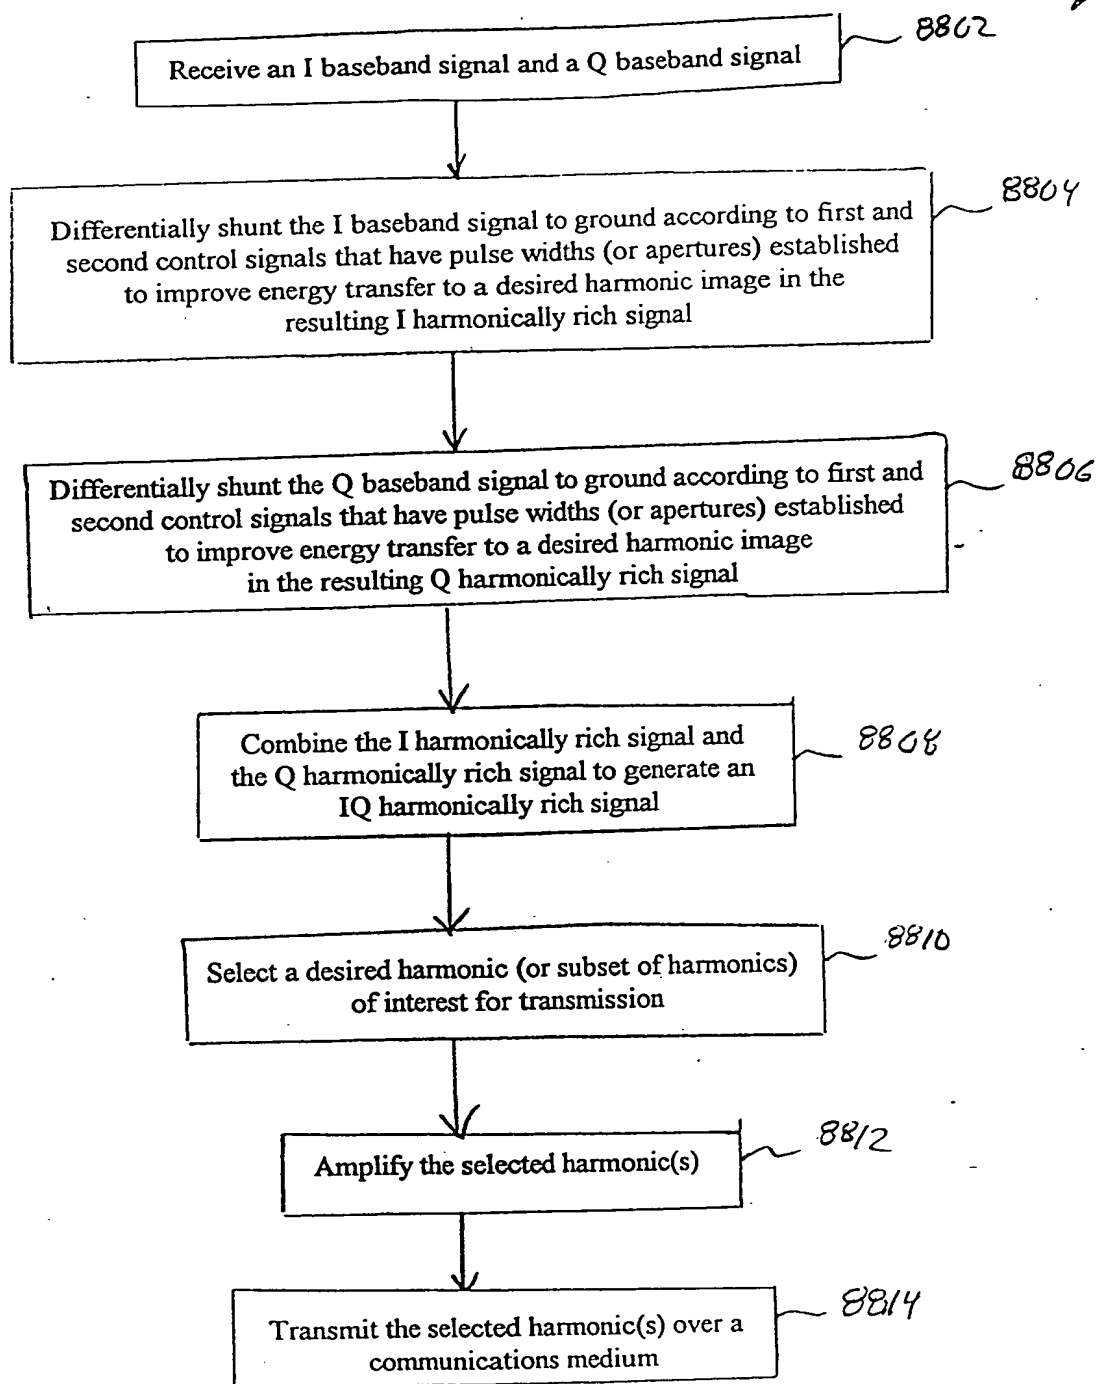 8802
Receive an I baseband signal and a Q baseband signal
8804
Differentially shunt the I baseband signal to ground according to first and
second control signals that have pulse widths (or apertures) established
to improve energy transfer to a desired harmonic image in the
resulting I harmonically rich signal
8806
Differentially shunt the Q baseband signal to ground according to first and
second control signals that have pulse widths (or apertures) established
to improve energy transfer to a desired harmonic image
in the resulting Q harmonically rich signal
8808
Combine the I harmonically rich signal and
the Q harmonically rich signal to generate an
IQ harmonically rich signal
8810
Select a desired harmonic (or subset of harmonics)
of interest for transmission
8812
Amplify the selected harmonic(s)
8814
Transmit the selected harmonic(s) over a
communications medium